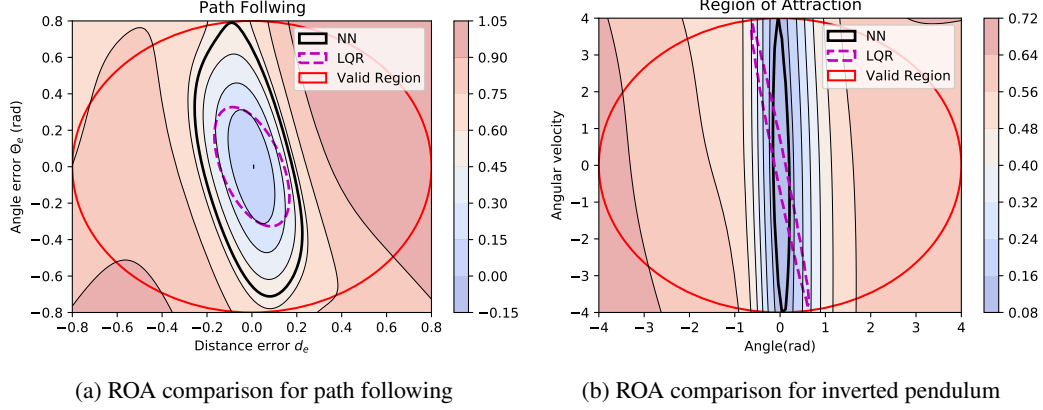 Path Follwing
Angle error Θ_e (rad)
0.8
0.6
0.4
0.2
0.0
−0.2
−0.4
−0.6
−0.8
NN
LQR
Valid Region
−0.8 −0.6 −0.4 −0.2 0.0 0.2 0.4 0.6 0.8
Distance error d_e
1.05
0.90
0.75
0.60
0.45
0.30
0.15
0.00
−0.15
(a) ROA comparison for path following
Region of Attraction
Angular velocity
4
3
2
1
0
−1
−2
−3
−4
NN
LQR
Valid Region
−4 −3 −2 −1 0 1 2 3 4
Angle(rad)
0.72
0.64
0.56
0.48
0.40
0.32
0.24
0.16
0.08
(b) ROA comparison for inverted pendulum